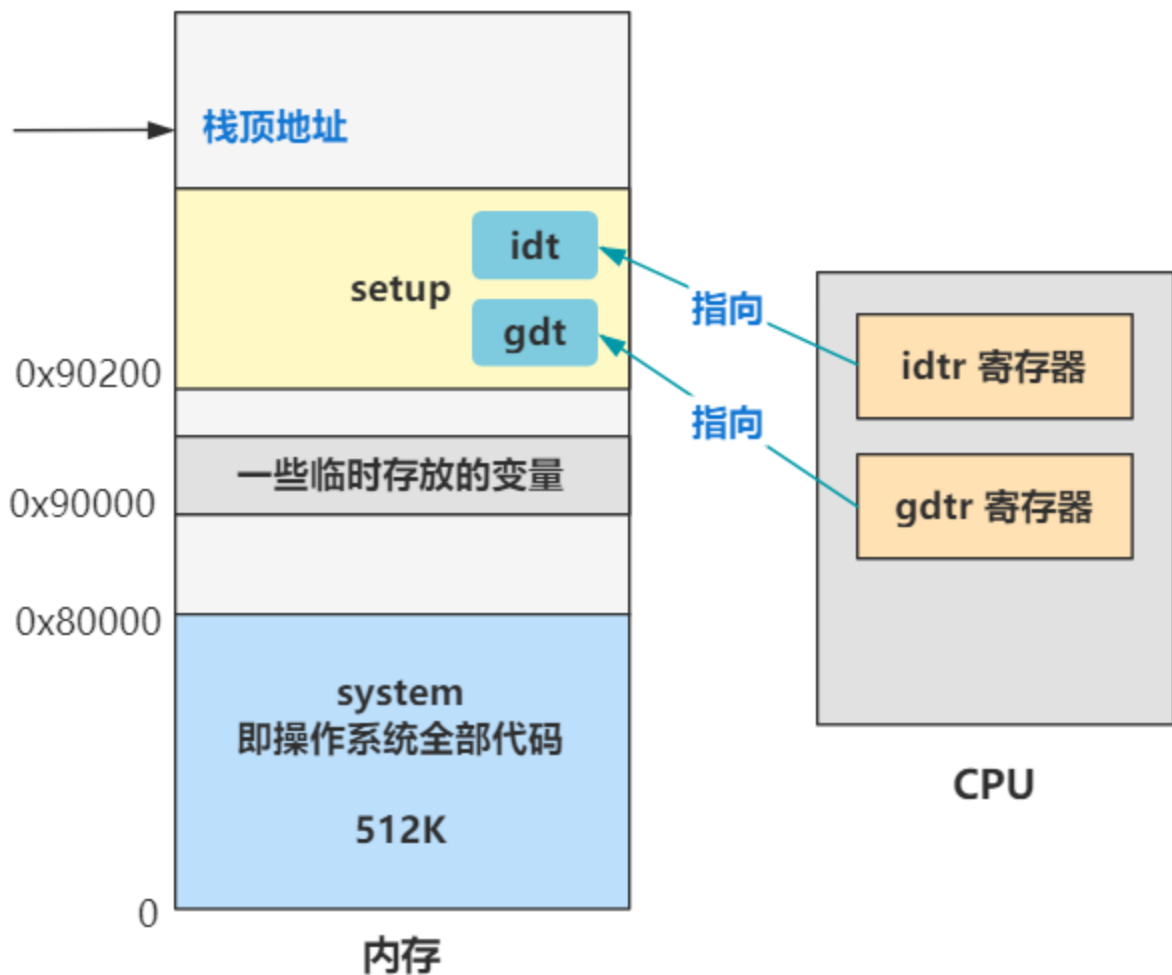 栈顶地址
idt
setup
指向
gdt
idtr 寄存器
0x90200
指向
一些临时存放的变量
gdtr 寄存器
0x90000
0x80000
system
即操作系统全部代码
CPU
512K
0
内存